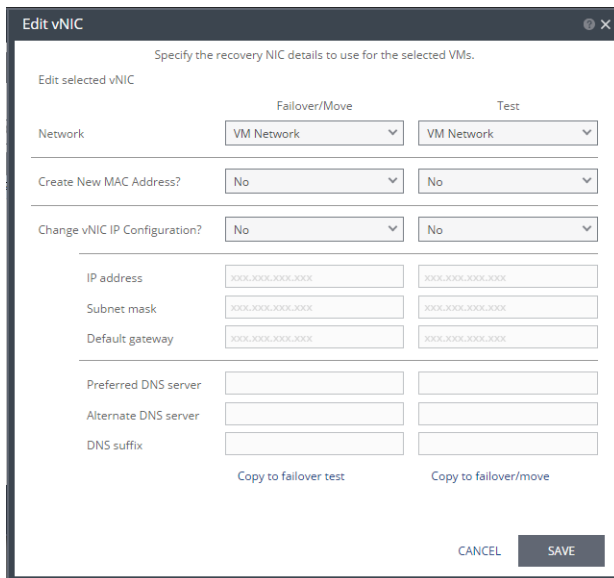 Edit vNIC
Specify the recovery NIC details to use for the selected VMs.
Edit selected vNIC
Failover/Move Test
Network VM Network VM Network
Create New MAC Address? No No
Change vNIC IP Configuration? No No
IP address xxx.xxx.xxx.xxx xxx.xxx.xxx.xxx
Subnet mask xxx.xxx.xxx.xxx xxx.xxx.xxx.xxx
Default gateway xxx.xxx.xxx.xxx xxx.xxx.xxx.xxx
Preferred DNS server
Alternate DNS server
DNS suffix
Copy to failover test Copy to failover/move
CANCEL SAVE